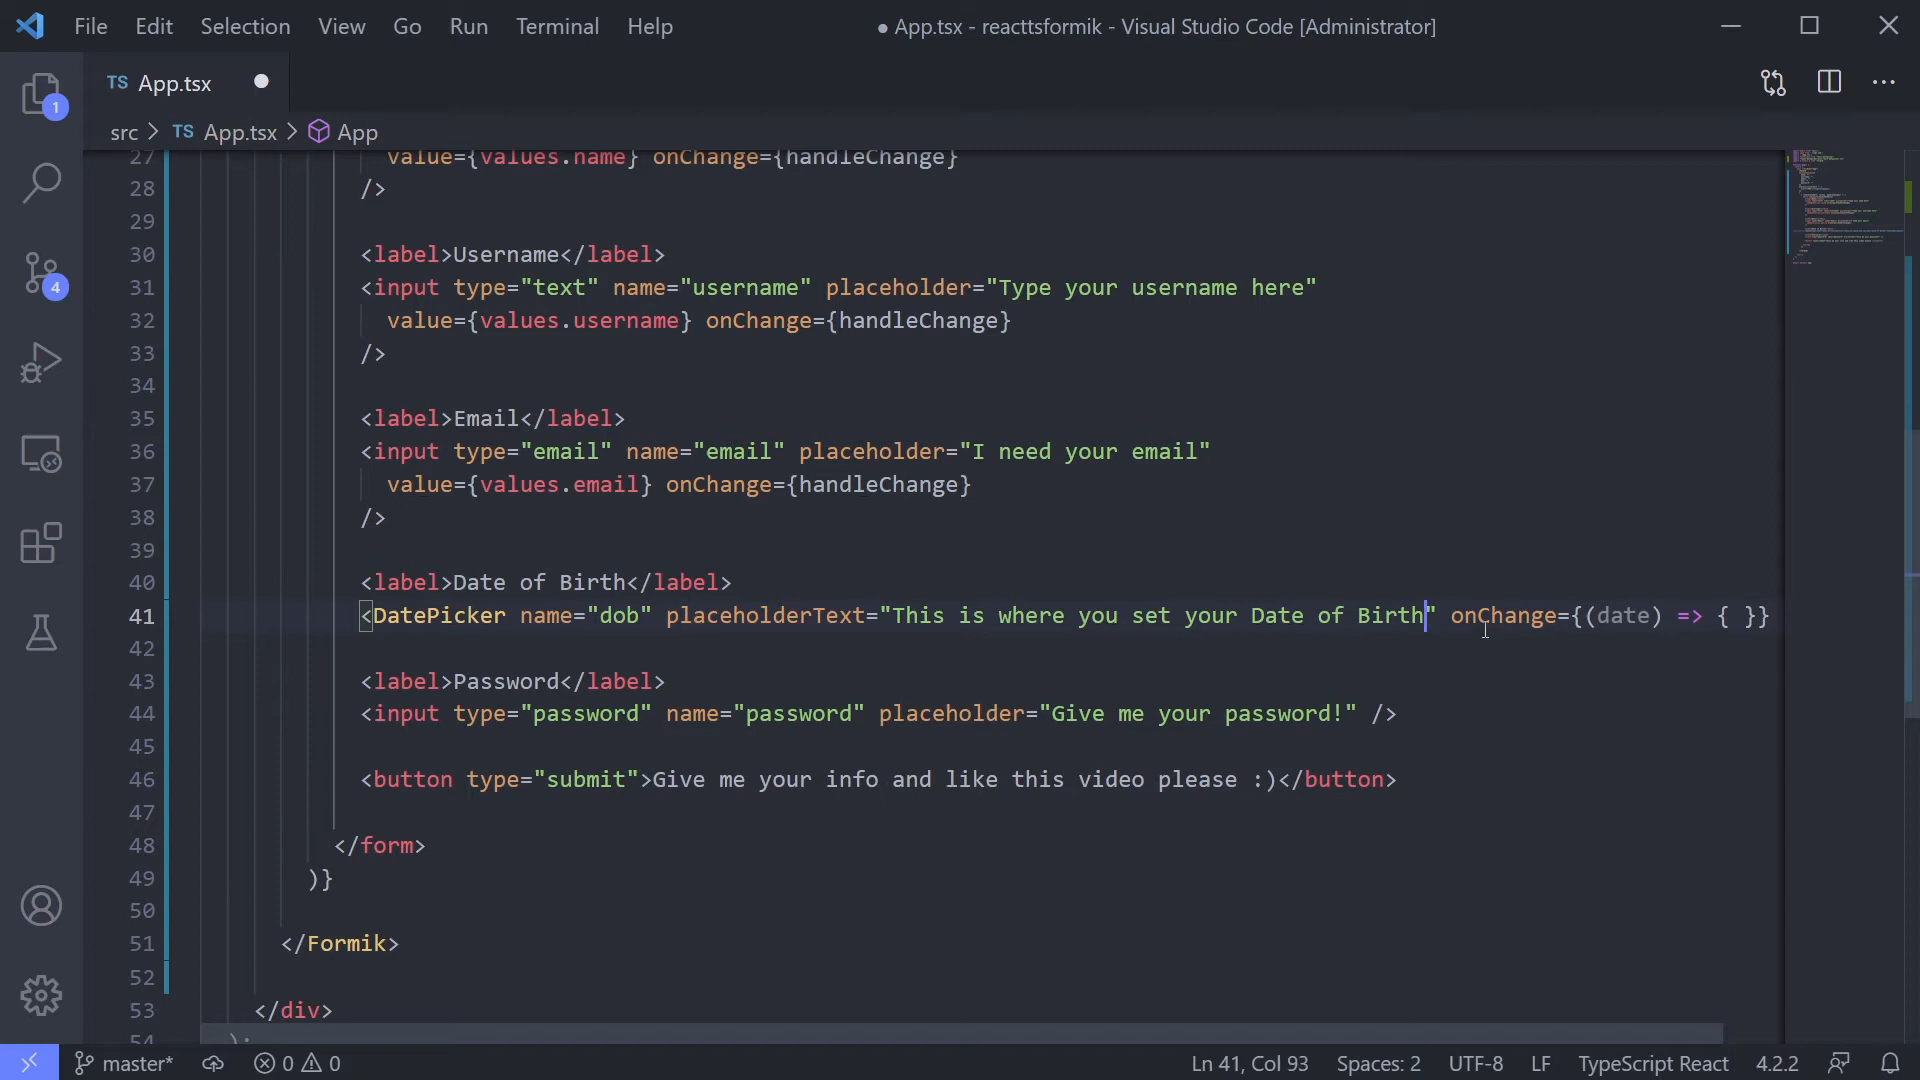 File Edit Selection View Go Run Terminal Help
● App.tsx - reacttsformik - Visual Studio Code [Administrator]
TS App.tsx
1
src > TS App.tsx > App
27 value={values.name} onChange={handleChange}
28 />
29
30 <label>Username</label>
31 <input type="text" name="username" placeholder="Type your username here"
32 value={values.username} onChange={handleChange}
33 />
34
35 <label>Email</label>
36 <input type="email" name="email" placeholder="I need your email"
37 value={values.email} onChange={handleChange}
38 />
39
40 <label>Date of Birth</label>
41 <DatePicker name="dob" placeholderText="This is where you set your Date of Birth" onChange={(date) => { }}
42
43 <label>Password</label>
44 <input type="password" name="password" placeholder="Give me your password!" />
45
46 <button type="submit">Give me your info and like this video please :)</button>
47
48 </form>
49 )}
50
51 </Formik>
52
53 </div>
54 );
4
master* 0 0
Ln 41, Col 93 Spaces: 2 UTF-8 LF TypeScript React 4.2.2